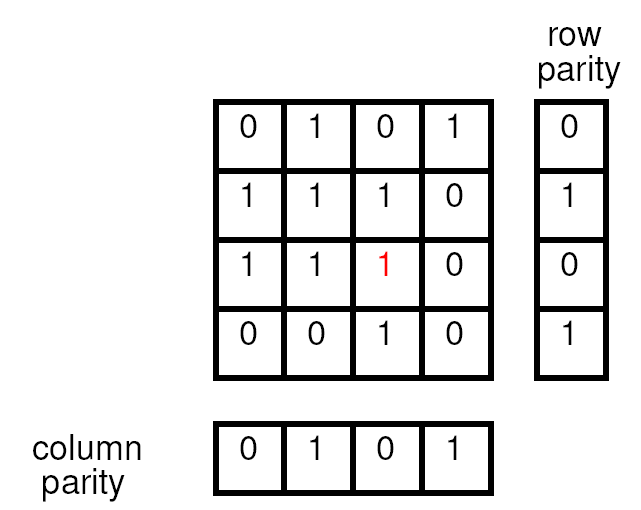 row
parity
0 1 0 1 0
1 1 1 0 1
1 1 1 0 0
0 0 1 0 1
column
parity
0 1 0 1